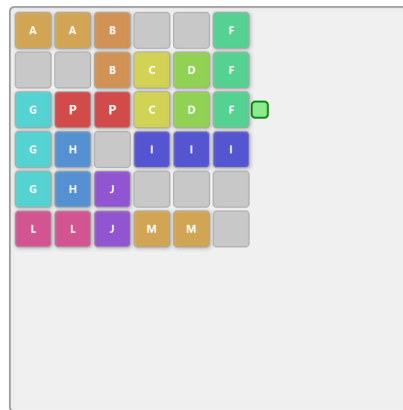 A A B F
B C D F
G P P C D F
G H I I I
G H J
L L J M M